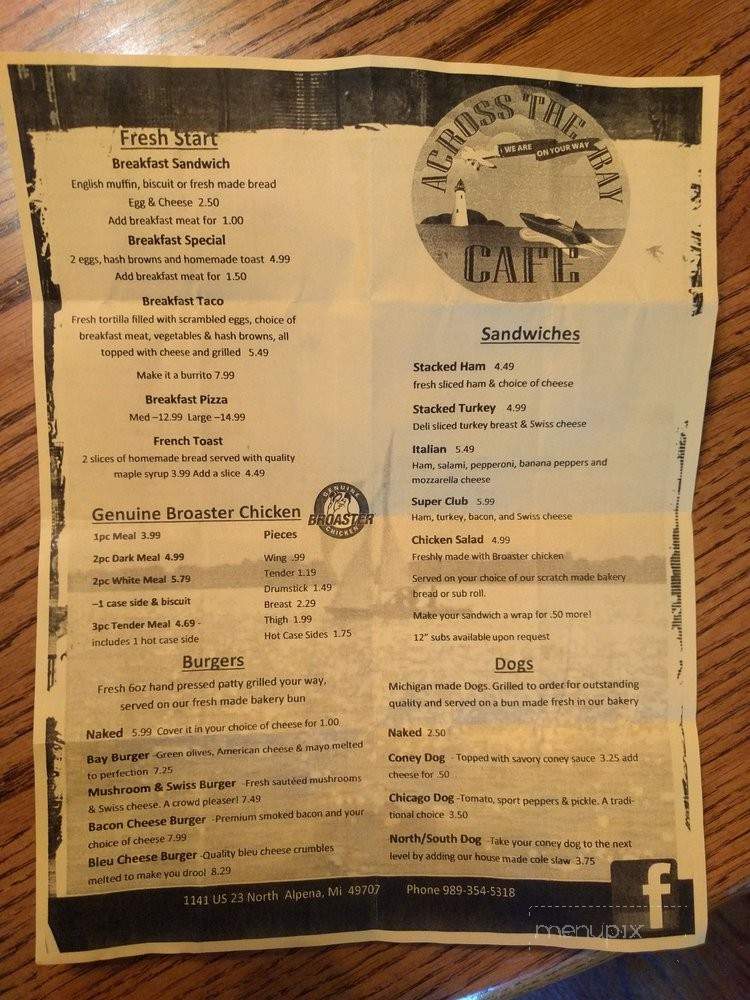 ACROSS THE BAY
WE ARE ON YOUR WAY
CAFE
Fresh Start
Breakfast Sandwich
English muffin, biscuit or fresh made bread
Egg & Cheese 2.50
Add breakfast meat for 1.00
Breakfast Special
2 eggs, hash browns and homemade toast 4.99
Add breakfast meat for 1.50
Breakfast Taco
Fresh tortilla filled with scrambled eggs, choice of
breakfast meat, vegetables & hash browns, all
topped with cheese and grilled 5.49
Make it a burrito 7.99
Breakfast Pizza
Med –12.99 Large –14.99
French Toast
2 slices of homemade bread served with quality
maple syrup 3.99 Add a slice 4.49
Genuine Broaster Chicken
GENUINE
BROASTER
CHICKEN
1pc Meal 3.99
2pc Dark Meal 4.99
2pc White Meal 5.79
–1 case side & biscuit
3pc Tender Meal 4.69 -
includes 1 hot case side
Pieces
Wing .99
Tender 1.19
Drumstick 1.49
Breast 2.29
Thigh 1.99
Hot Case Sides 1.75
Burgers
Fresh 6oz hand pressed patty grilled your way,
served on our fresh made bakery bun
Naked 5.99 Cover it in your choice of cheese for 1.00
Bay Burger -Green olives, American cheese & mayo melted
to perfection 7.25
Mushroom & Swiss Burger -Fresh sautéed mushrooms
& Swiss cheese. A crowd pleaser! 7.49
Bacon Cheese Burger -Premium smoked bacon and your
choice of cheese 7.99
Bleu Cheese Burger -Quality bleu cheese crumbles
melted to make you drool 8.29
Sandwiches
Stacked Ham 4.49
fresh sliced ham & choice of cheese
Stacked Turkey 4.99
Deli sliced turkey breast & Swiss cheese
Italian 5.49
Ham, salami, pepperoni, banana peppers and
mozzarella cheese
Super Club 5.99
Ham, turkey, bacon, and Swiss cheese
Chicken Salad 4.99
Freshly made with Broaster chicken
Served on your choice of our scratch made bakery
bread or sub roll.
Make your sandwich a wrap for .50 more!
12” subs available upon request
Dogs
Michigan made Dogs. Grilled to order for outstanding
quality and served on a bun made fresh in our bakery
Naked 2.50
Coney Dog - Topped with savory coney sauce 3.25 add
cheese for .50
Chicago Dog -Tomato, sport peppers & pickle. A tradi-
tional choice 3.50
North/South Dog -Take your coney dog to the next
level by adding our house made cole slaw 3.75
1141 US 23 North Alpena, Mi 49707 Phone 989-354-5318
f
menupix